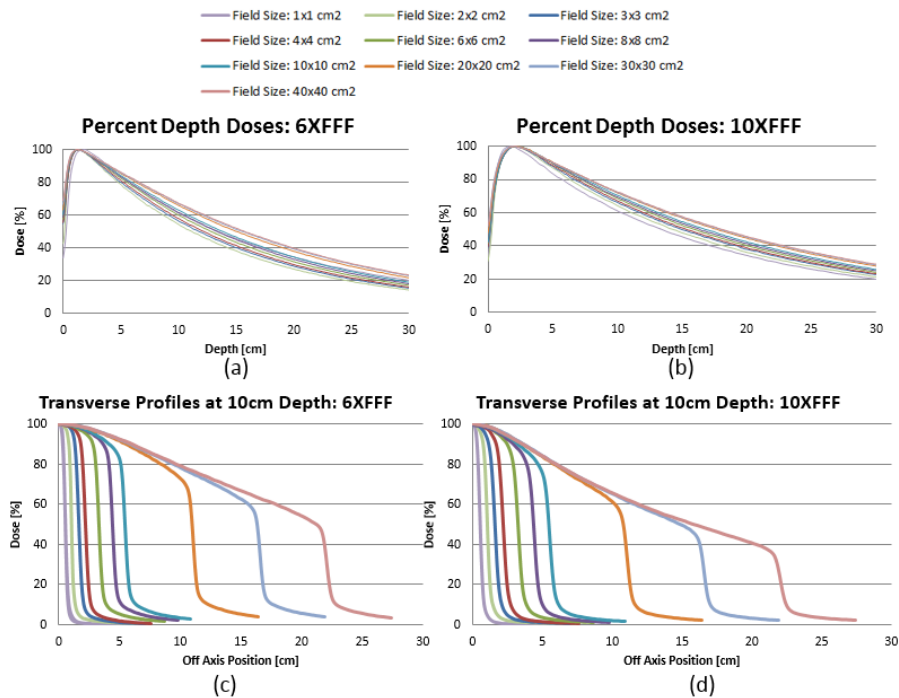 Field Size: 1x1 cm2 Field Size: 2x2 cm2 Field Size: 3x3 cm2
Field Size: 4x4 cm2 Field Size: 6x6 cm2 Field Size: 8x8 cm2
Field Size: 10x10 cm2 Field Size: 20x20 cm2 Field Size: 30x30 cm2
Field Size: 40x40 cm2
Percent Depth Doses: 6XFFF
Dose [%]
100
80
60
40
20
0
0 5 10 15 20 25 30
Depth [cm]
(a)
Percent Depth Doses: 10XFFF
Dose [%]
100
80
60
40
20
0
0 5 10 15 20 25 30
Depth [cm]
(b)
Transverse Profiles at 10cm Depth: 6XFFF
Dose [%]
100
80
60
40
20
0
0 5 10 15 20 25 30
Off Axis Position [cm]
(c)
Transverse Profiles at 10cm Depth: 10XFFF
Dose [%]
100
80
60
40
20
0
0 5 10 15 20 25 30
Off Axis Position [cm]
(d)